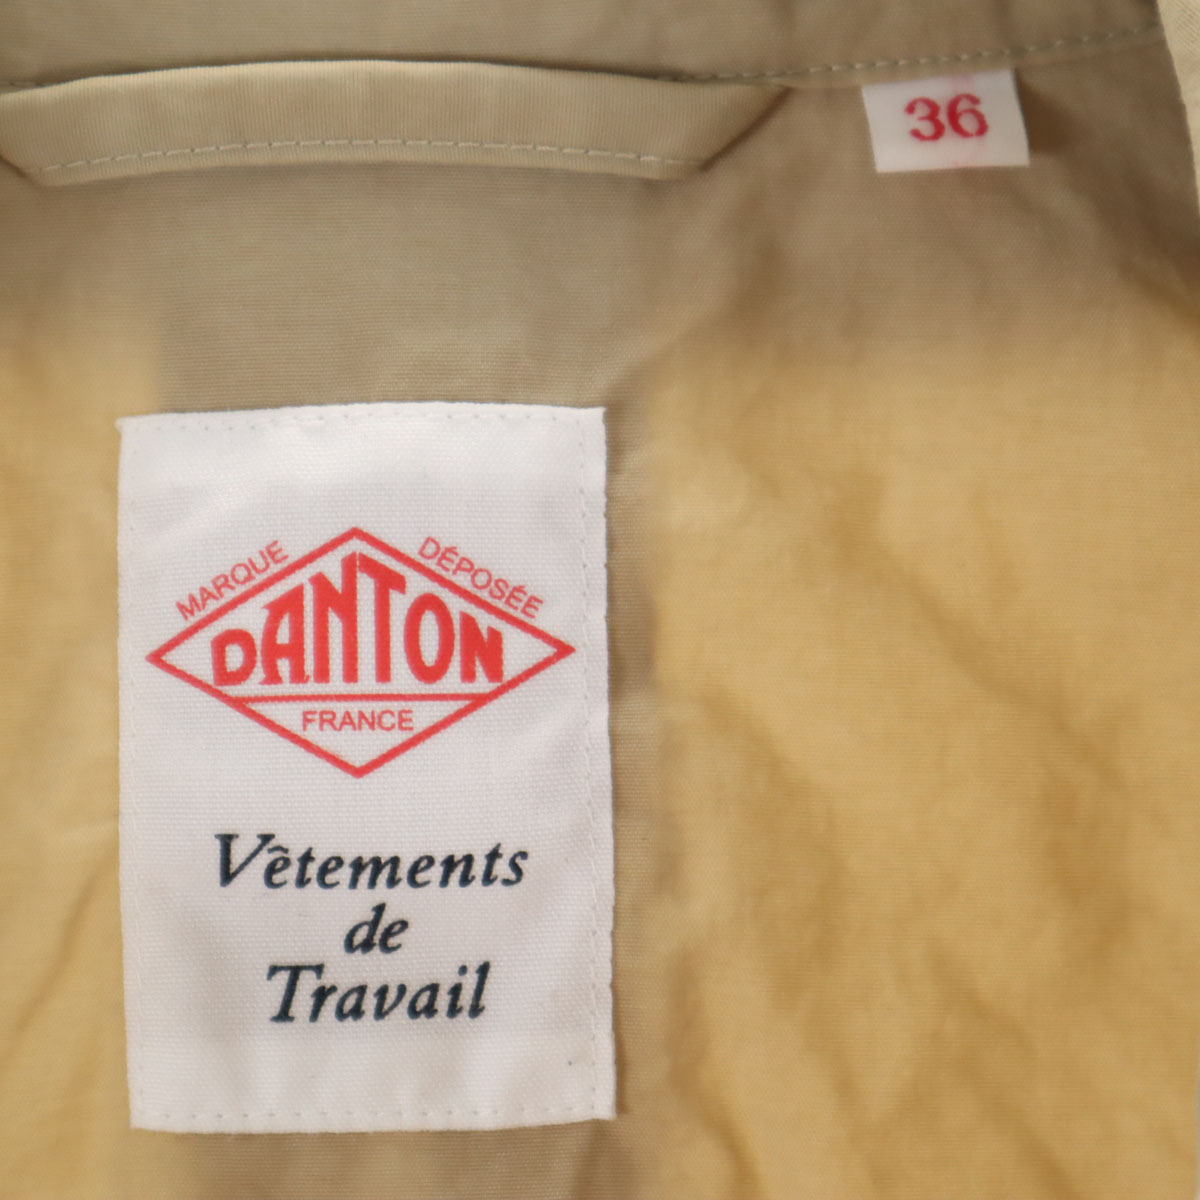 36
MARQUE DÉPOSÉE
DANTON
FRANCE
Vêtements
de
Travail